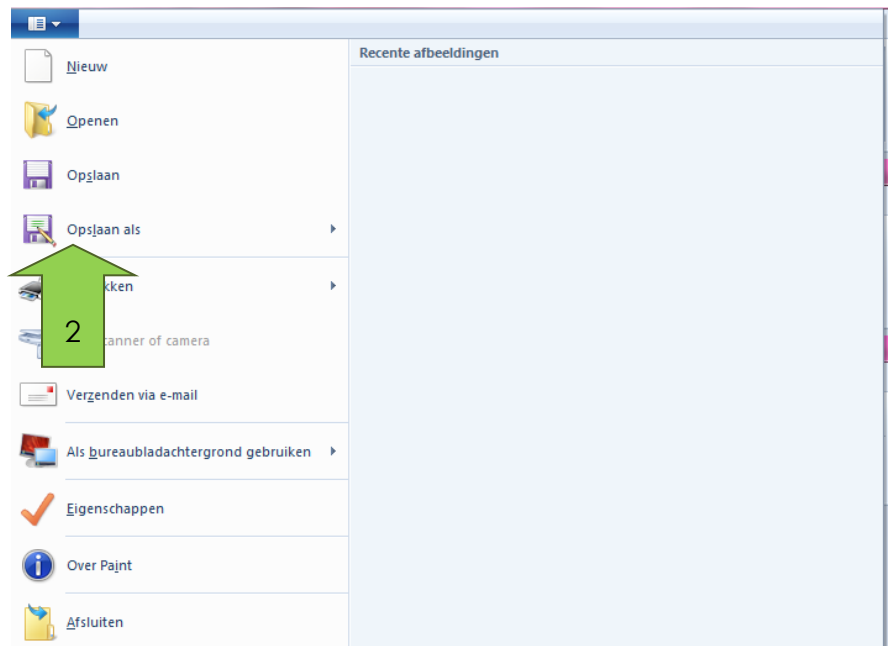 Recente afbeeldingen
Nieuw
Openen
Opslaan
Opslaan als
kken
2
canner of camera
Verzenden via e-mail
Als bureaubladachtergrond gebruiken
Eigenschappen
Over Paint
Afsluiten